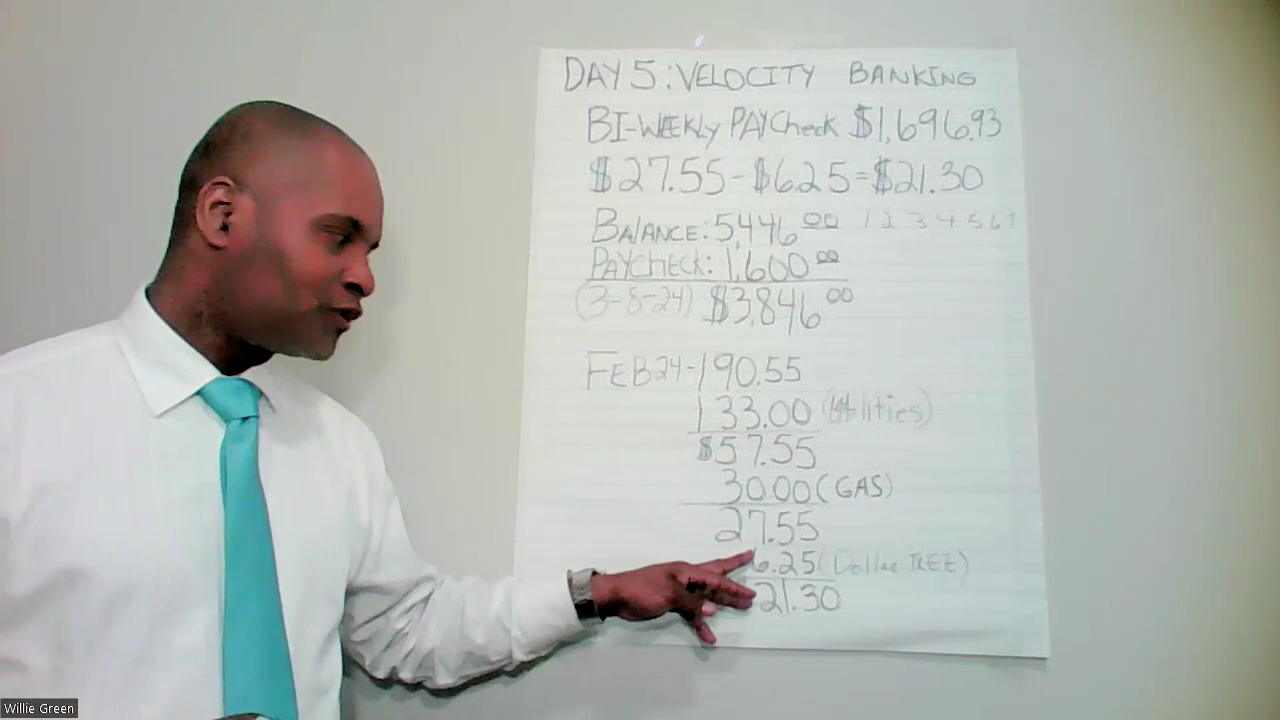 DAY 5: VELOCITY BANKING
BI-WEEKLY PAYCheck $1,696.93
$27.55-$6.25=$21.30
BAlANCE: 5,446 00 1 2 3 4 5 6 7
PAYCHECK: 1,600 00
(3-8-24) $3,846 00
FEB 24-190.55
133.00 (Utilities)
$57.55
30.00 (GAS)
27.55
6.25 (Dollar TREE)
21.30
Willie Green